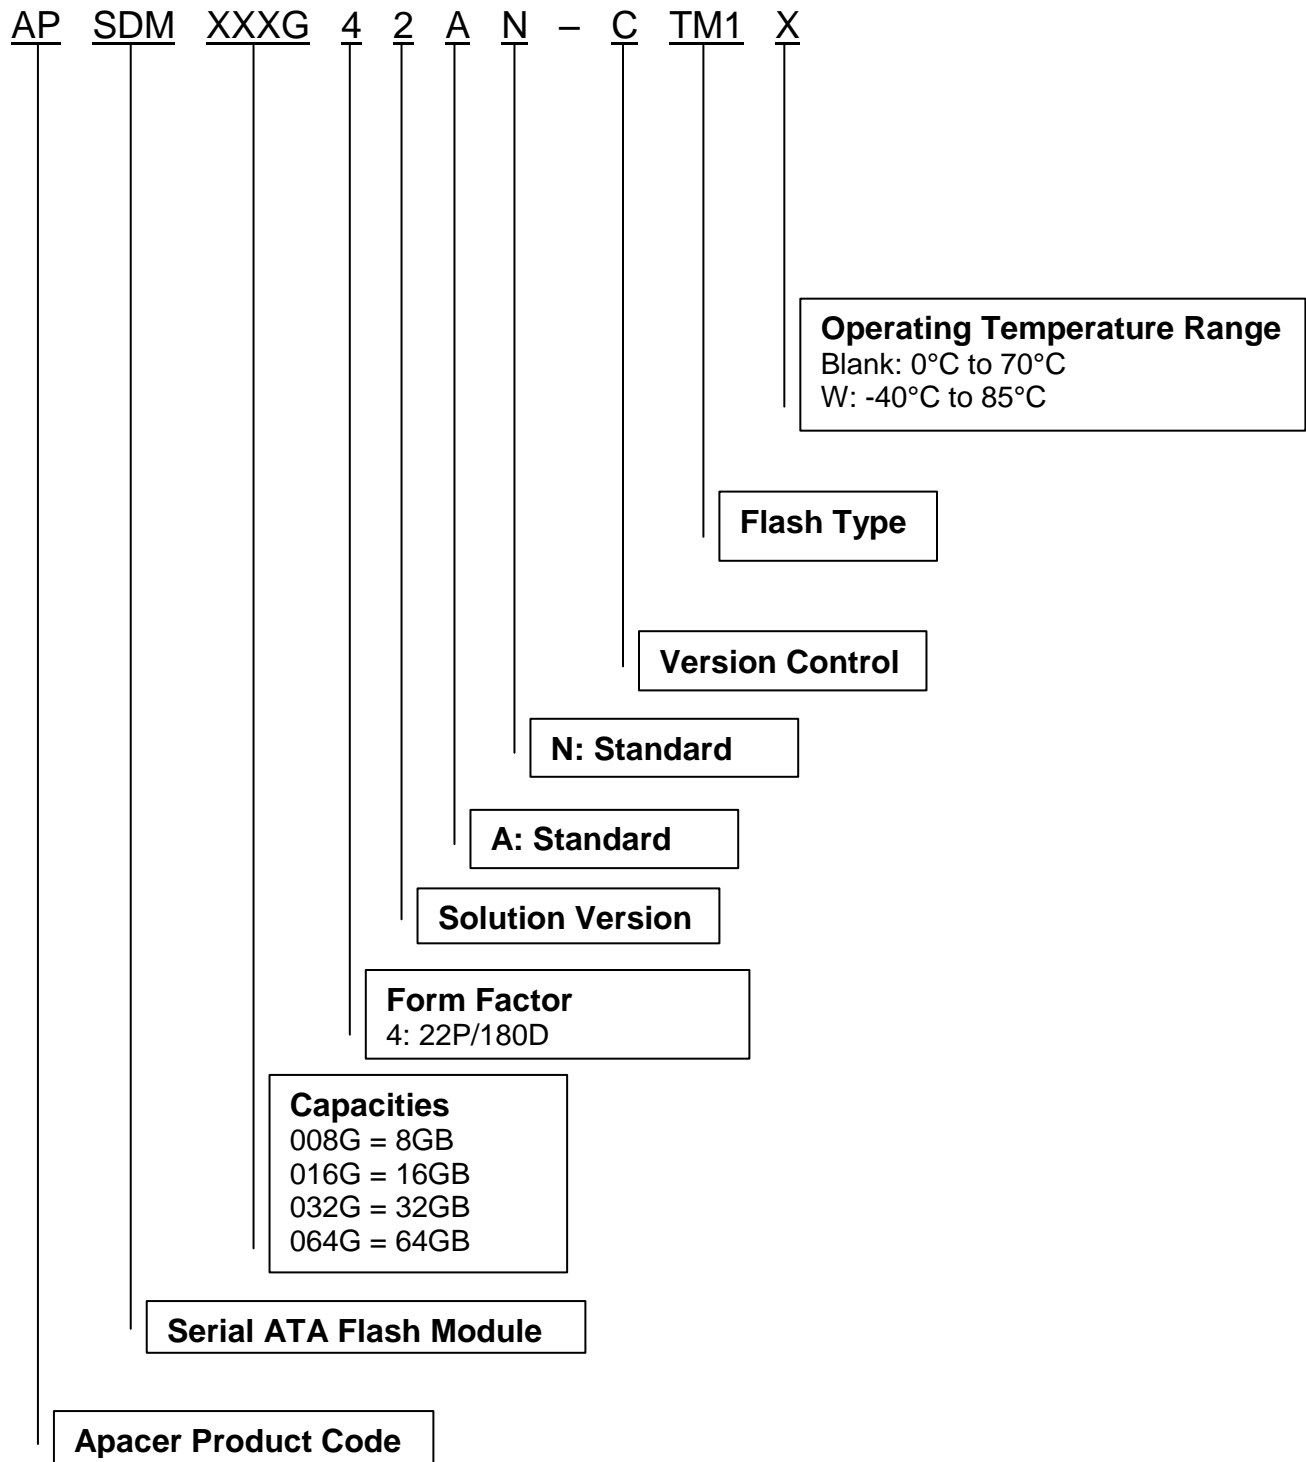 AP SDM XXXG 4 2 A N – C TM1 X
Operating Temperature Range
Blank: 0°C to 70°C
W: -40°C to 85°C
Flash Type
Version Control
N: Standard
A: Standard
Solution Version
Form Factor
4: 22P/180D
Capacities
008G = 8GB
016G = 16GB
032G = 32GB
064G = 64GB
Serial ATA Flash Module
Apacer Product Code